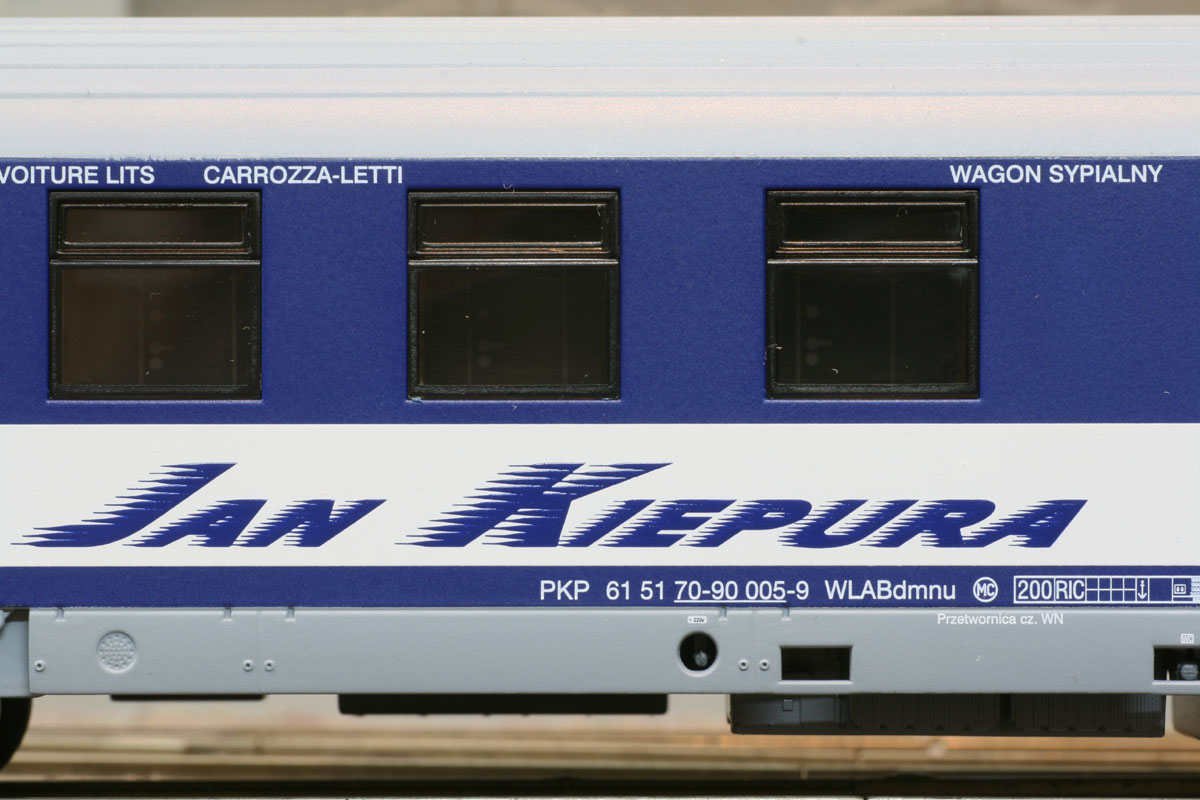 VOITURE LITS CARROZZA-LETTI WAGON SYPIALNY
JAN KIEPURA
PKP 61 51 70-90 005-9 WLABdmnu MC 200 RIC
Przetwornica cz. WN